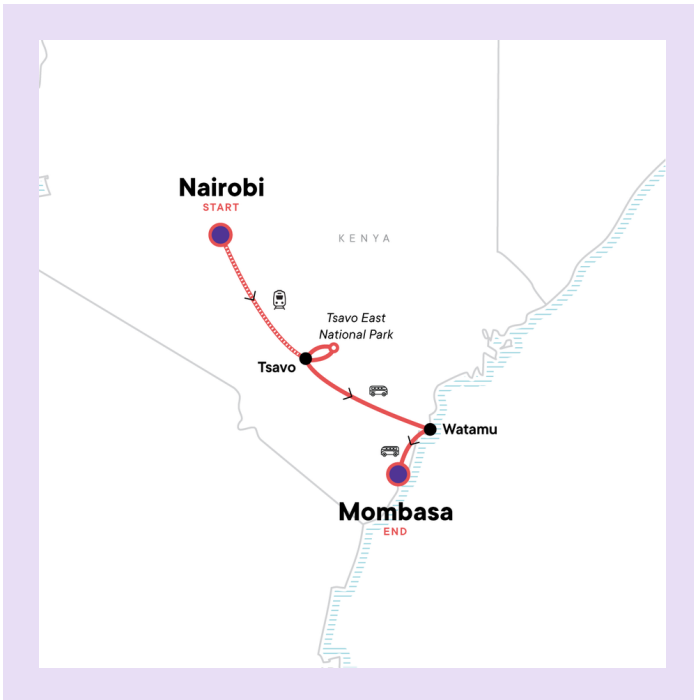 Nairobi
START
KENYA
Tsavo East
National Park
Tsavo
Watamu
Mombasa
END